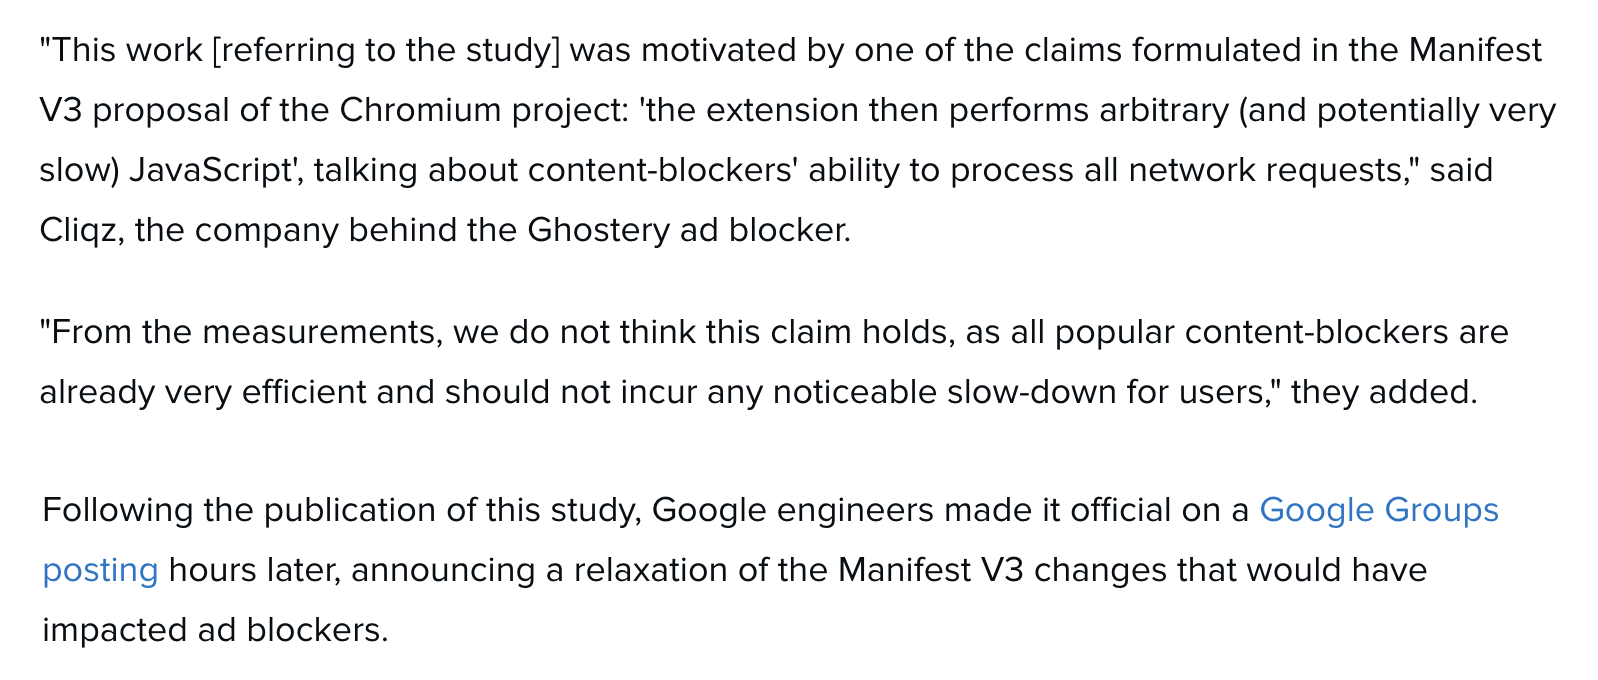 "This work [referring to the study] was motivated by one of the claims formulated in the Manifest
V3 proposal of the Chromium project: 'the extension then performs arbitrary (and potentially very
slow) JavaScript', talking about content-blockers' ability to process all network requests," said
Cliqz, the company behind the Ghostery ad blocker.
"From the measurements, we do not think this claim holds, as all popular content-blockers are
already very efficient and should not incur any noticeable slow-down for users," they added.
Following the publication of this study, Google engineers made it official on a Google Groups
posting hours later, announcing a relaxation of the Manifest V3 changes that would have
impacted ad blockers.